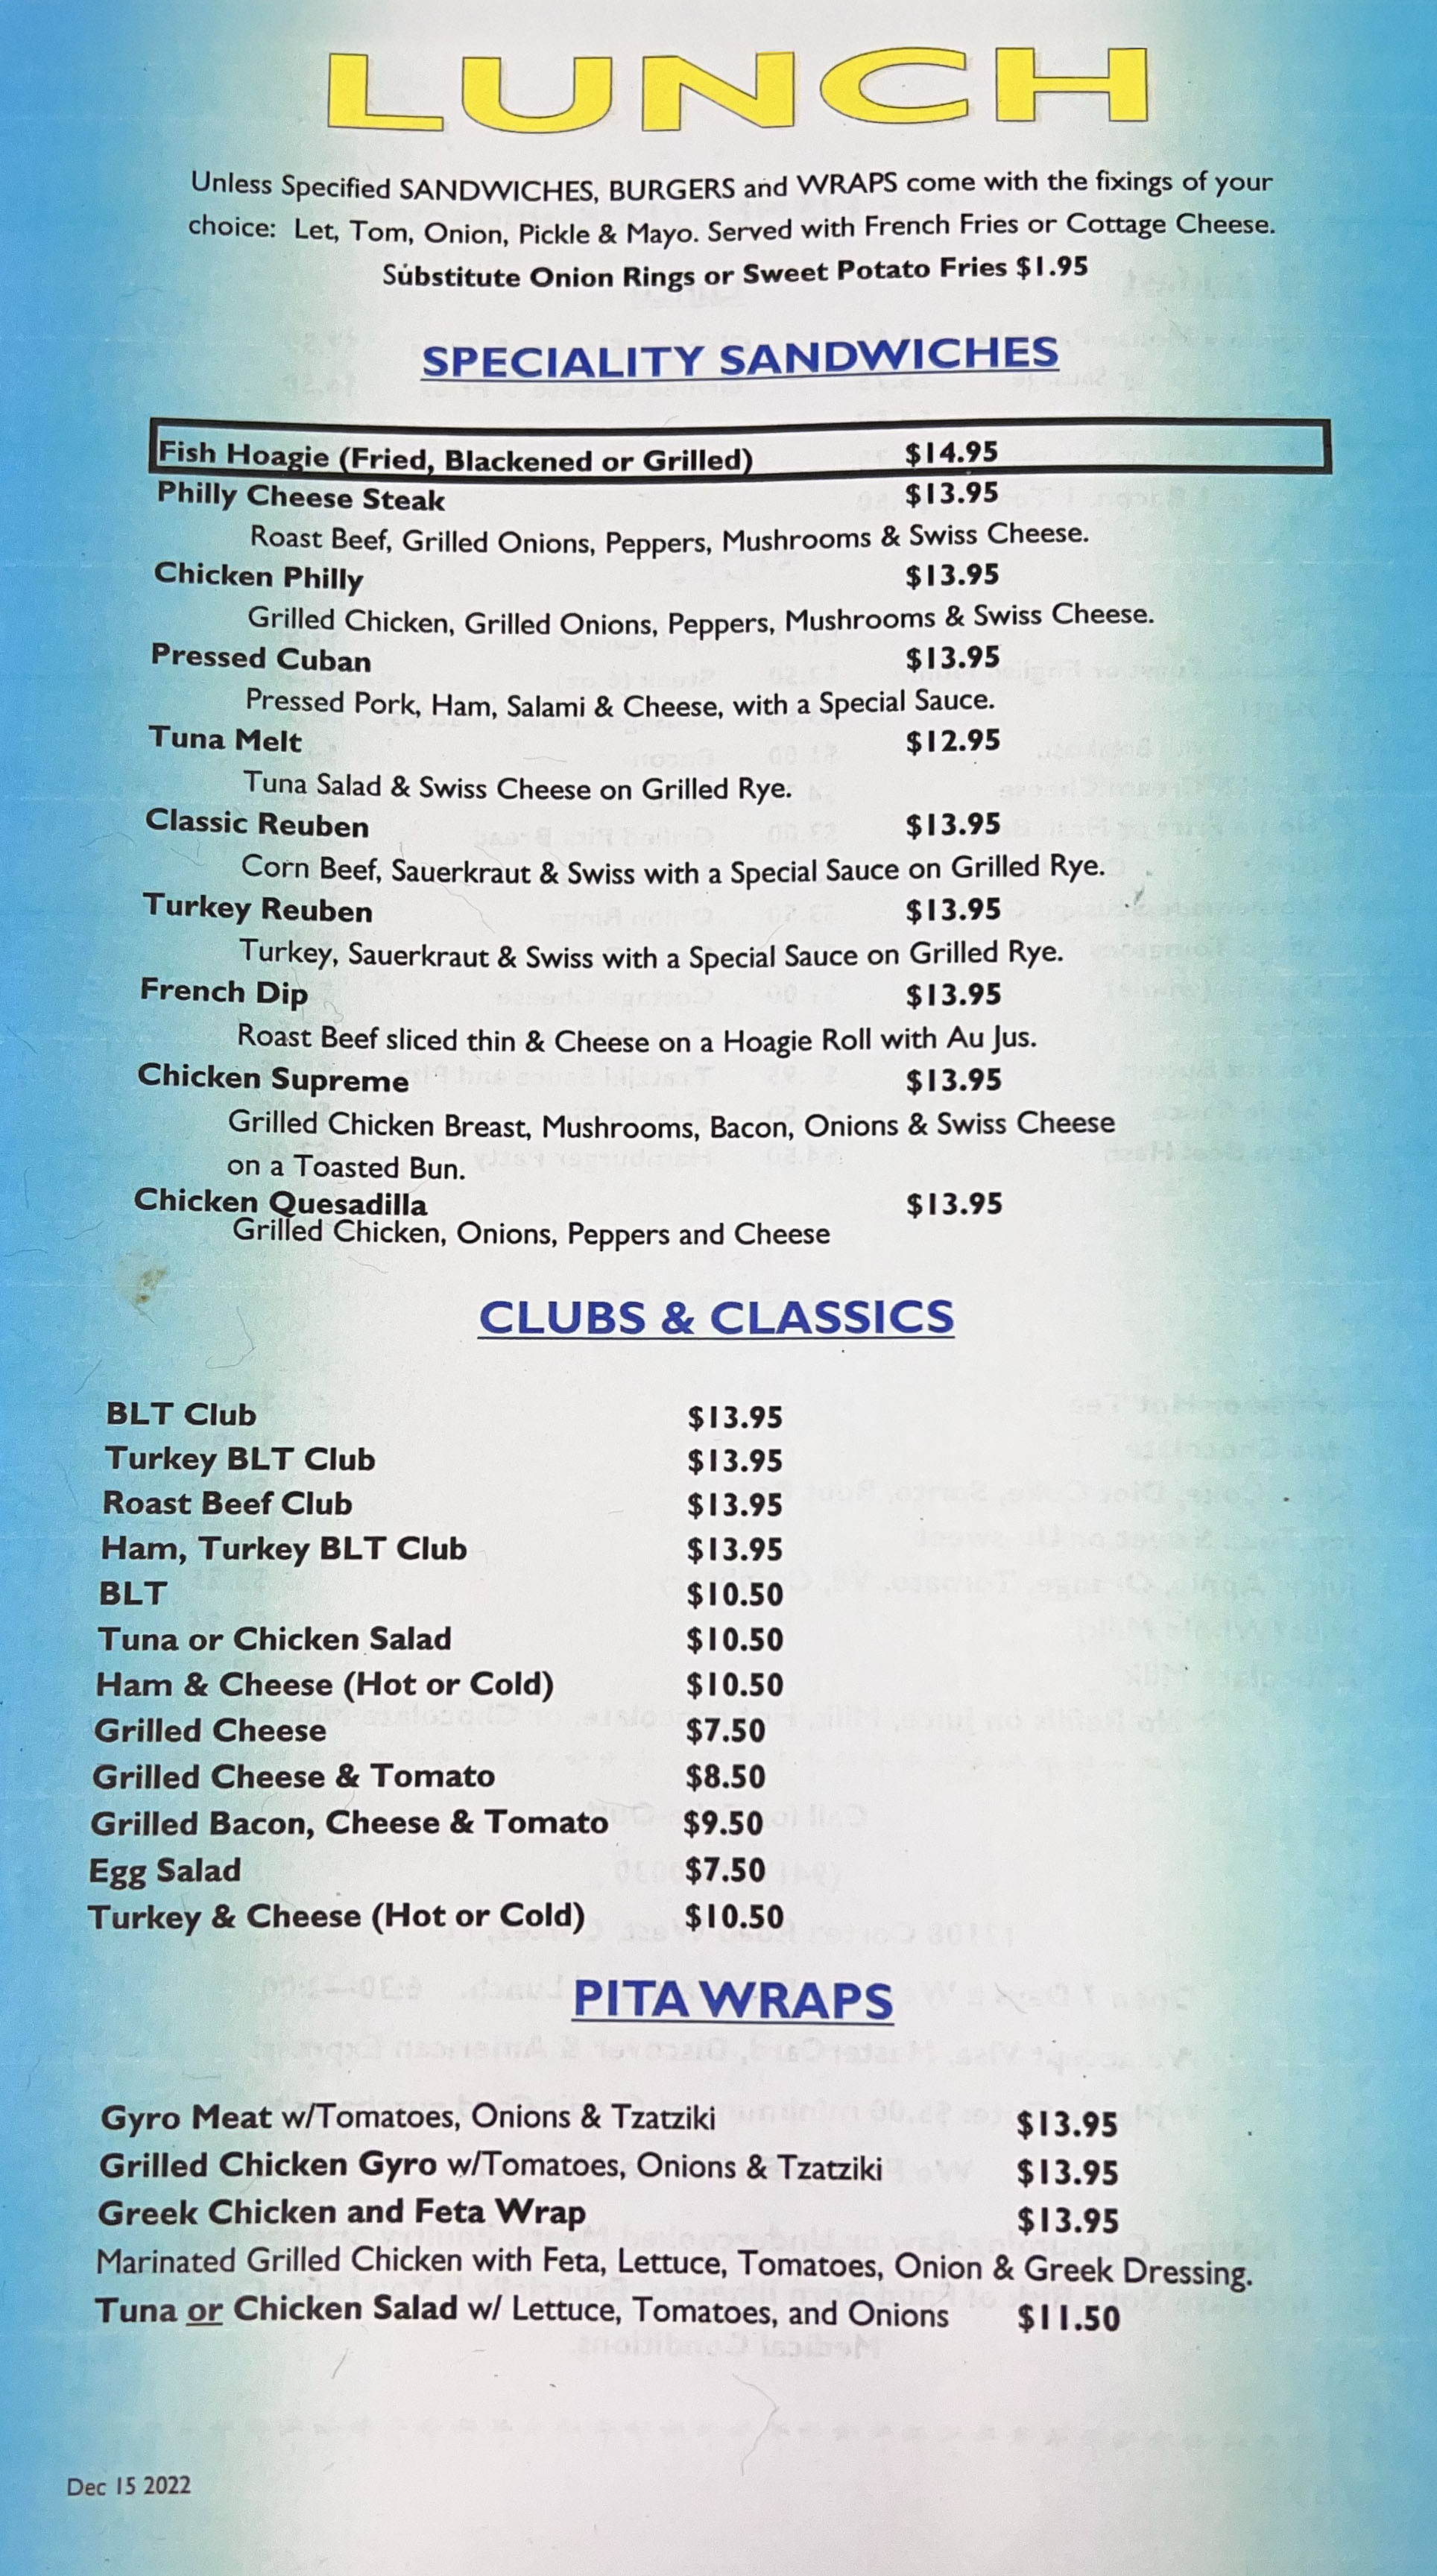 LUNCH
Unless Specified SANDWICHES, BURGERS and WRAPS come with the fixings of your
choice: Let, Tom, Onion, Pickle & Mayo. Served with French Fries or Cottage Cheese.
Substitute Onion Rings or Sweet Potato Fries $1.95
SPECIALITY SANDWICHES
Fish Hoagie (Fried, Blackened or Grilled) $14.95
Philly Cheese Steak $13.95
Roast Beef, Grilled Onions, Peppers, Mushrooms & Swiss Cheese.
Chicken Philly $13.95
Grilled Chicken, Grilled Onions, Peppers, Mushrooms & Swiss Cheese.
Pressed Cuban $13.95
Pressed Pork, Ham, Salami & Cheese, with a Special Sauce.
Tuna Melt $12.95
Tuna Salad & Swiss Cheese on Grilled Rye.
Classic Reuben $13.95
Corn Beef, Sauerkraut & Swiss with a Special Sauce on Grilled Rye.
Turkey Reuben $13.95
Turkey, Sauerkraut & Swiss with a Special Sauce on Grilled Rye.
French Dip $13.95
Roast Beef sliced thin & Cheese on a Hoagie Roll with Au Jus.
Chicken Supreme $13.95
Grilled Chicken Breast, Mushrooms, Bacon, Onions & Swiss Cheese
on a Toasted Bun.
Chicken Quesadilla $13.95
Grilled Chicken, Onions, Peppers and Cheese
CLUBS & CLASSICS
BLT Club $13.95
Turkey BLT Club $13.95
Roast Beef Club $13.95
Ham, Turkey BLT Club $13.95
BLT $10.50
Tuna or Chicken Salad $10.50
Ham & Cheese (Hot or Cold) $10.50
Grilled Cheese $7.50
Grilled Cheese & Tomato $8.50
Grilled Bacon, Cheese & Tomato $9.50
Egg Salad $7.50
Turkey & Cheese (Hot or Cold) $10.50
PITA WRAPS
Gyro Meat w/Tomatoes, Onions & Tzatziki $13.95
Grilled Chicken Gyro w/Tomatoes, Onions & Tzatziki $13.95
Greek Chicken and Feta Wrap $13.95
Marinated Grilled Chicken with Feta, Lettuce, Tomatoes, Onion & Greek Dressing.
Tuna or Chicken Salad w/ Lettuce, Tomatoes, and Onions $11.50
Dec 15 2022